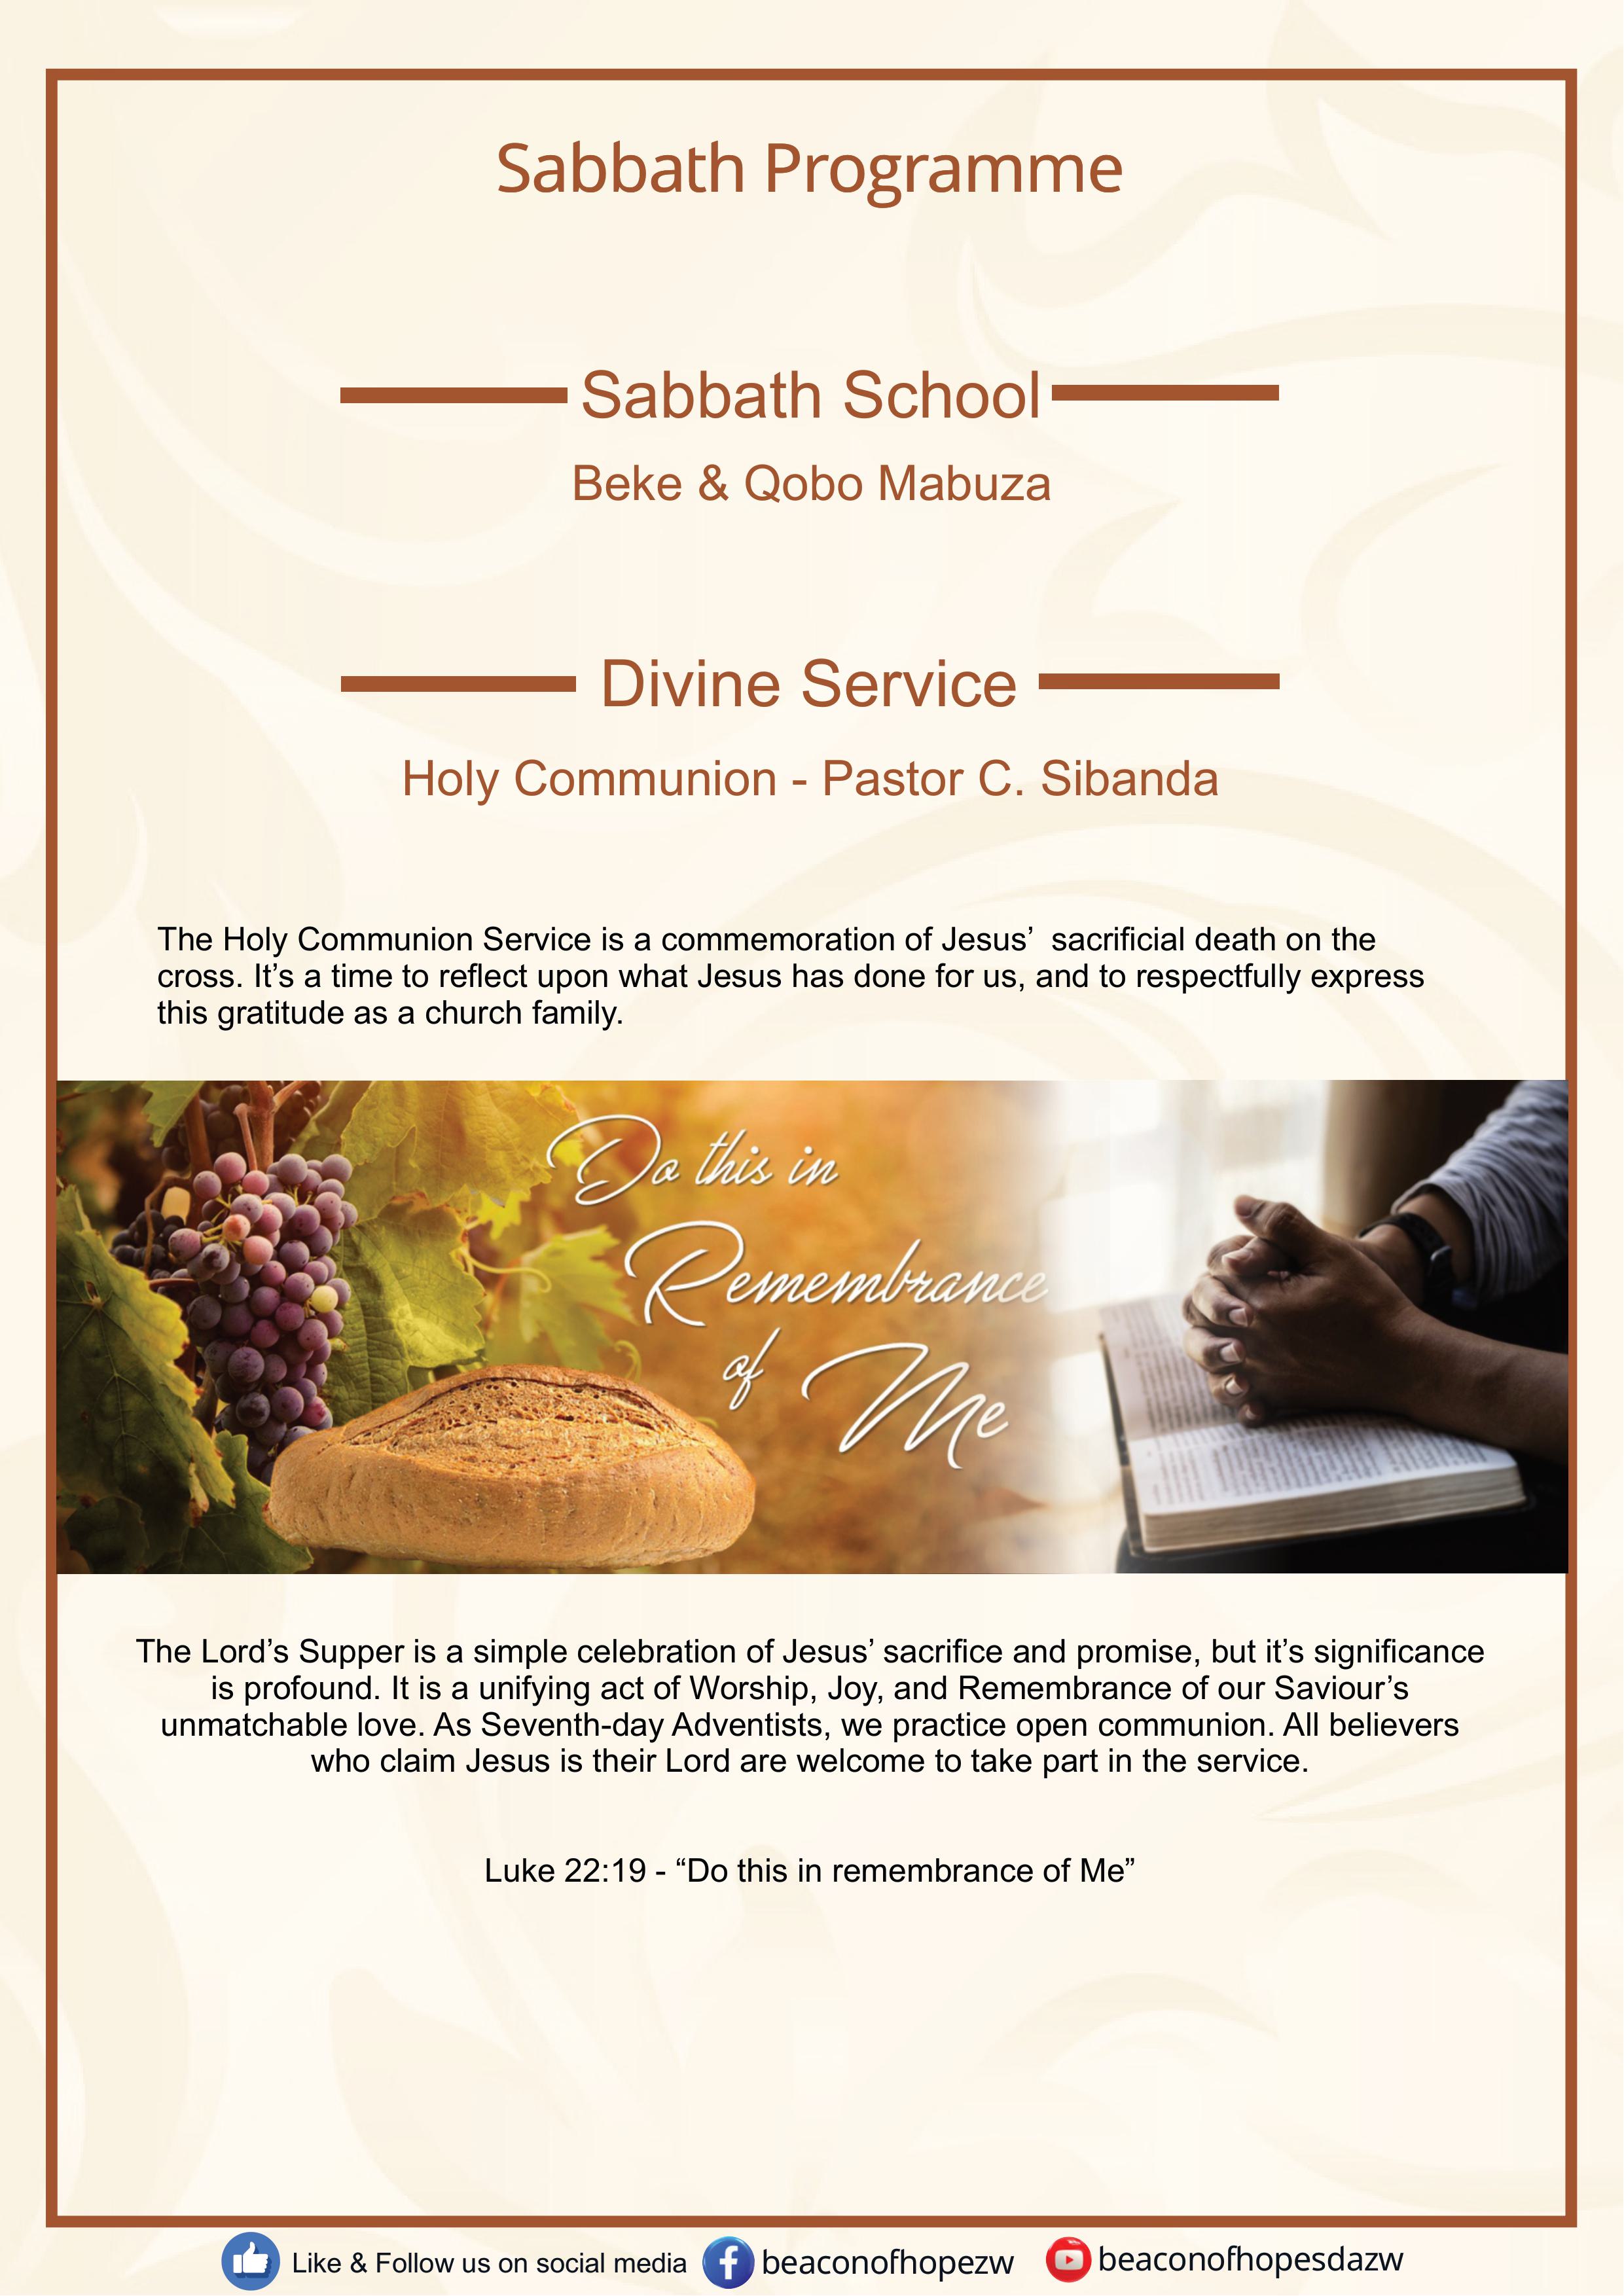 Sabbath Programme
Sabbath School
Beke & Qobo Mabuza
Divine Service
Holy Communion - Pastor C. Sibanda
The Holy Communion Service is a commemoration of Jesus’  sacrificial death on the
cross. It’s a time to reflect upon what Jesus has done for us, and to respectfully express
this gratitude as a church family.
Do this in
Remembrance
of Me
The Lord’s Supper is a simple celebration of Jesus’ sacrifice and promise, but it’s significance
is profound. It is a unifying act of Worship, Joy, and Remembrance of our Saviour’s
unmatchable love. As Seventh-day Adventists, we practice open communion. All believers
who claim Jesus is their Lord are welcome to take part in the service.
Luke 22:19 - “Do this in remembrance of Me”
Like & Follow us on social media beaconofhopezw beaconofhopesdazw